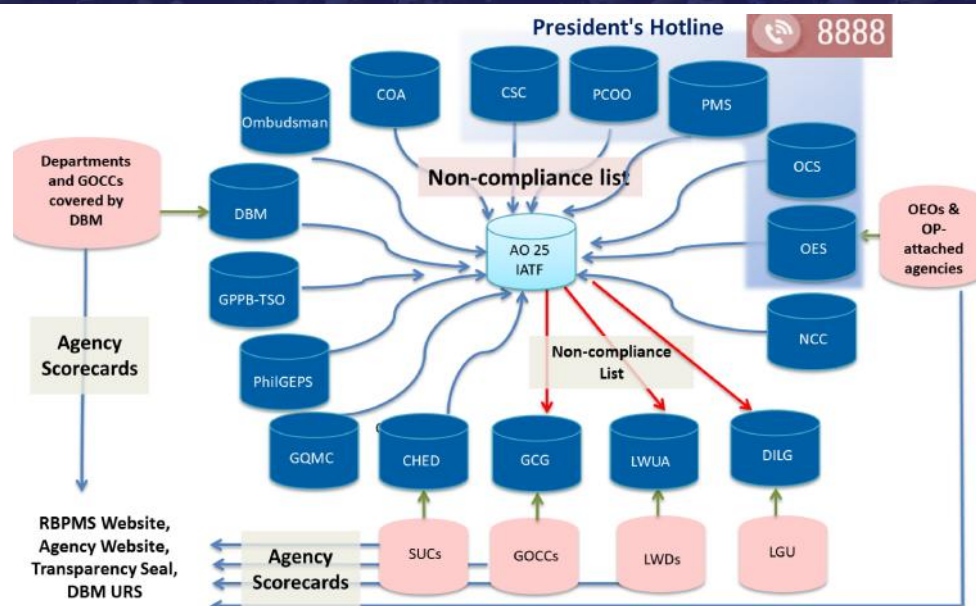 President's Hotline
8888
COA
CSC
PCOO
PMS
Ombudsman
Departments
and GOCCs
covered by
DBM
Non-compliance list
OCS
DBM
AO 25
IATF
OES
OEOs &
OP-
attached
agencies
GPPB-TSO
Agency
Scorecards
PhilGEPS
Non-compliance
List
NCC
GQMC
CHED
GCG
LWUA
DILG
RBPMS Website,
Agency Website,
Transparency Seal,
DBM URS
Agency
Scorecards
SUCs
GOCCs
LWDs
LGU